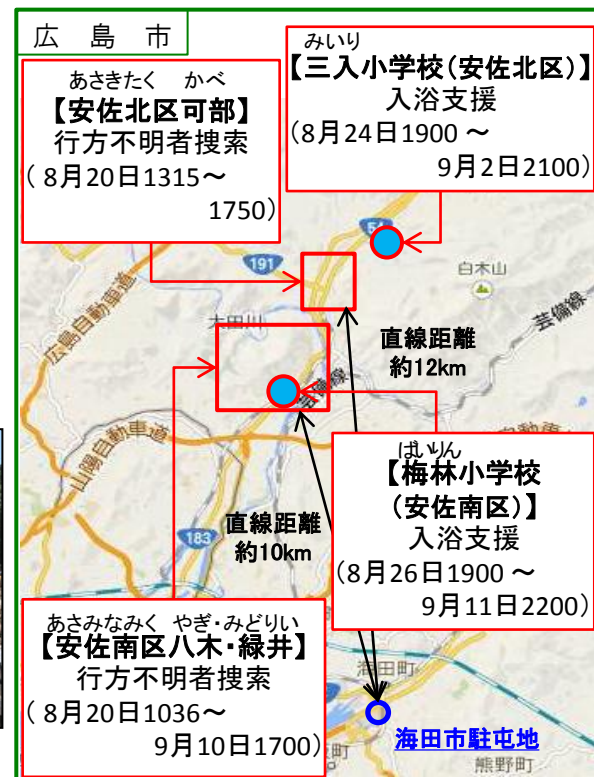 広島市
みいり
【三入小学校(安佐北区)】
入浴支援
(8月24日1900 ～
9月2日2100)
あさきたく かべ
【安佐北区可部】
行方不明者捜索
( 8月20日1315～
1750)
54
191
白木山
広島自動車道
太田川
芸備線
直線距離
約12km
芸備線
山陽自動車道
183
直線距離
約10km
ばいりん
【梅林小学校
(安佐南区)】
入浴支援
(8月26日1900 ～
9月11日2200)
あさみなみく やぎ・みどりい
【安佐南区八木・緑井】
行方不明者捜索
( 8月20日1036～
9月10日1700)
海田町
海田市駐屯地
熊野町